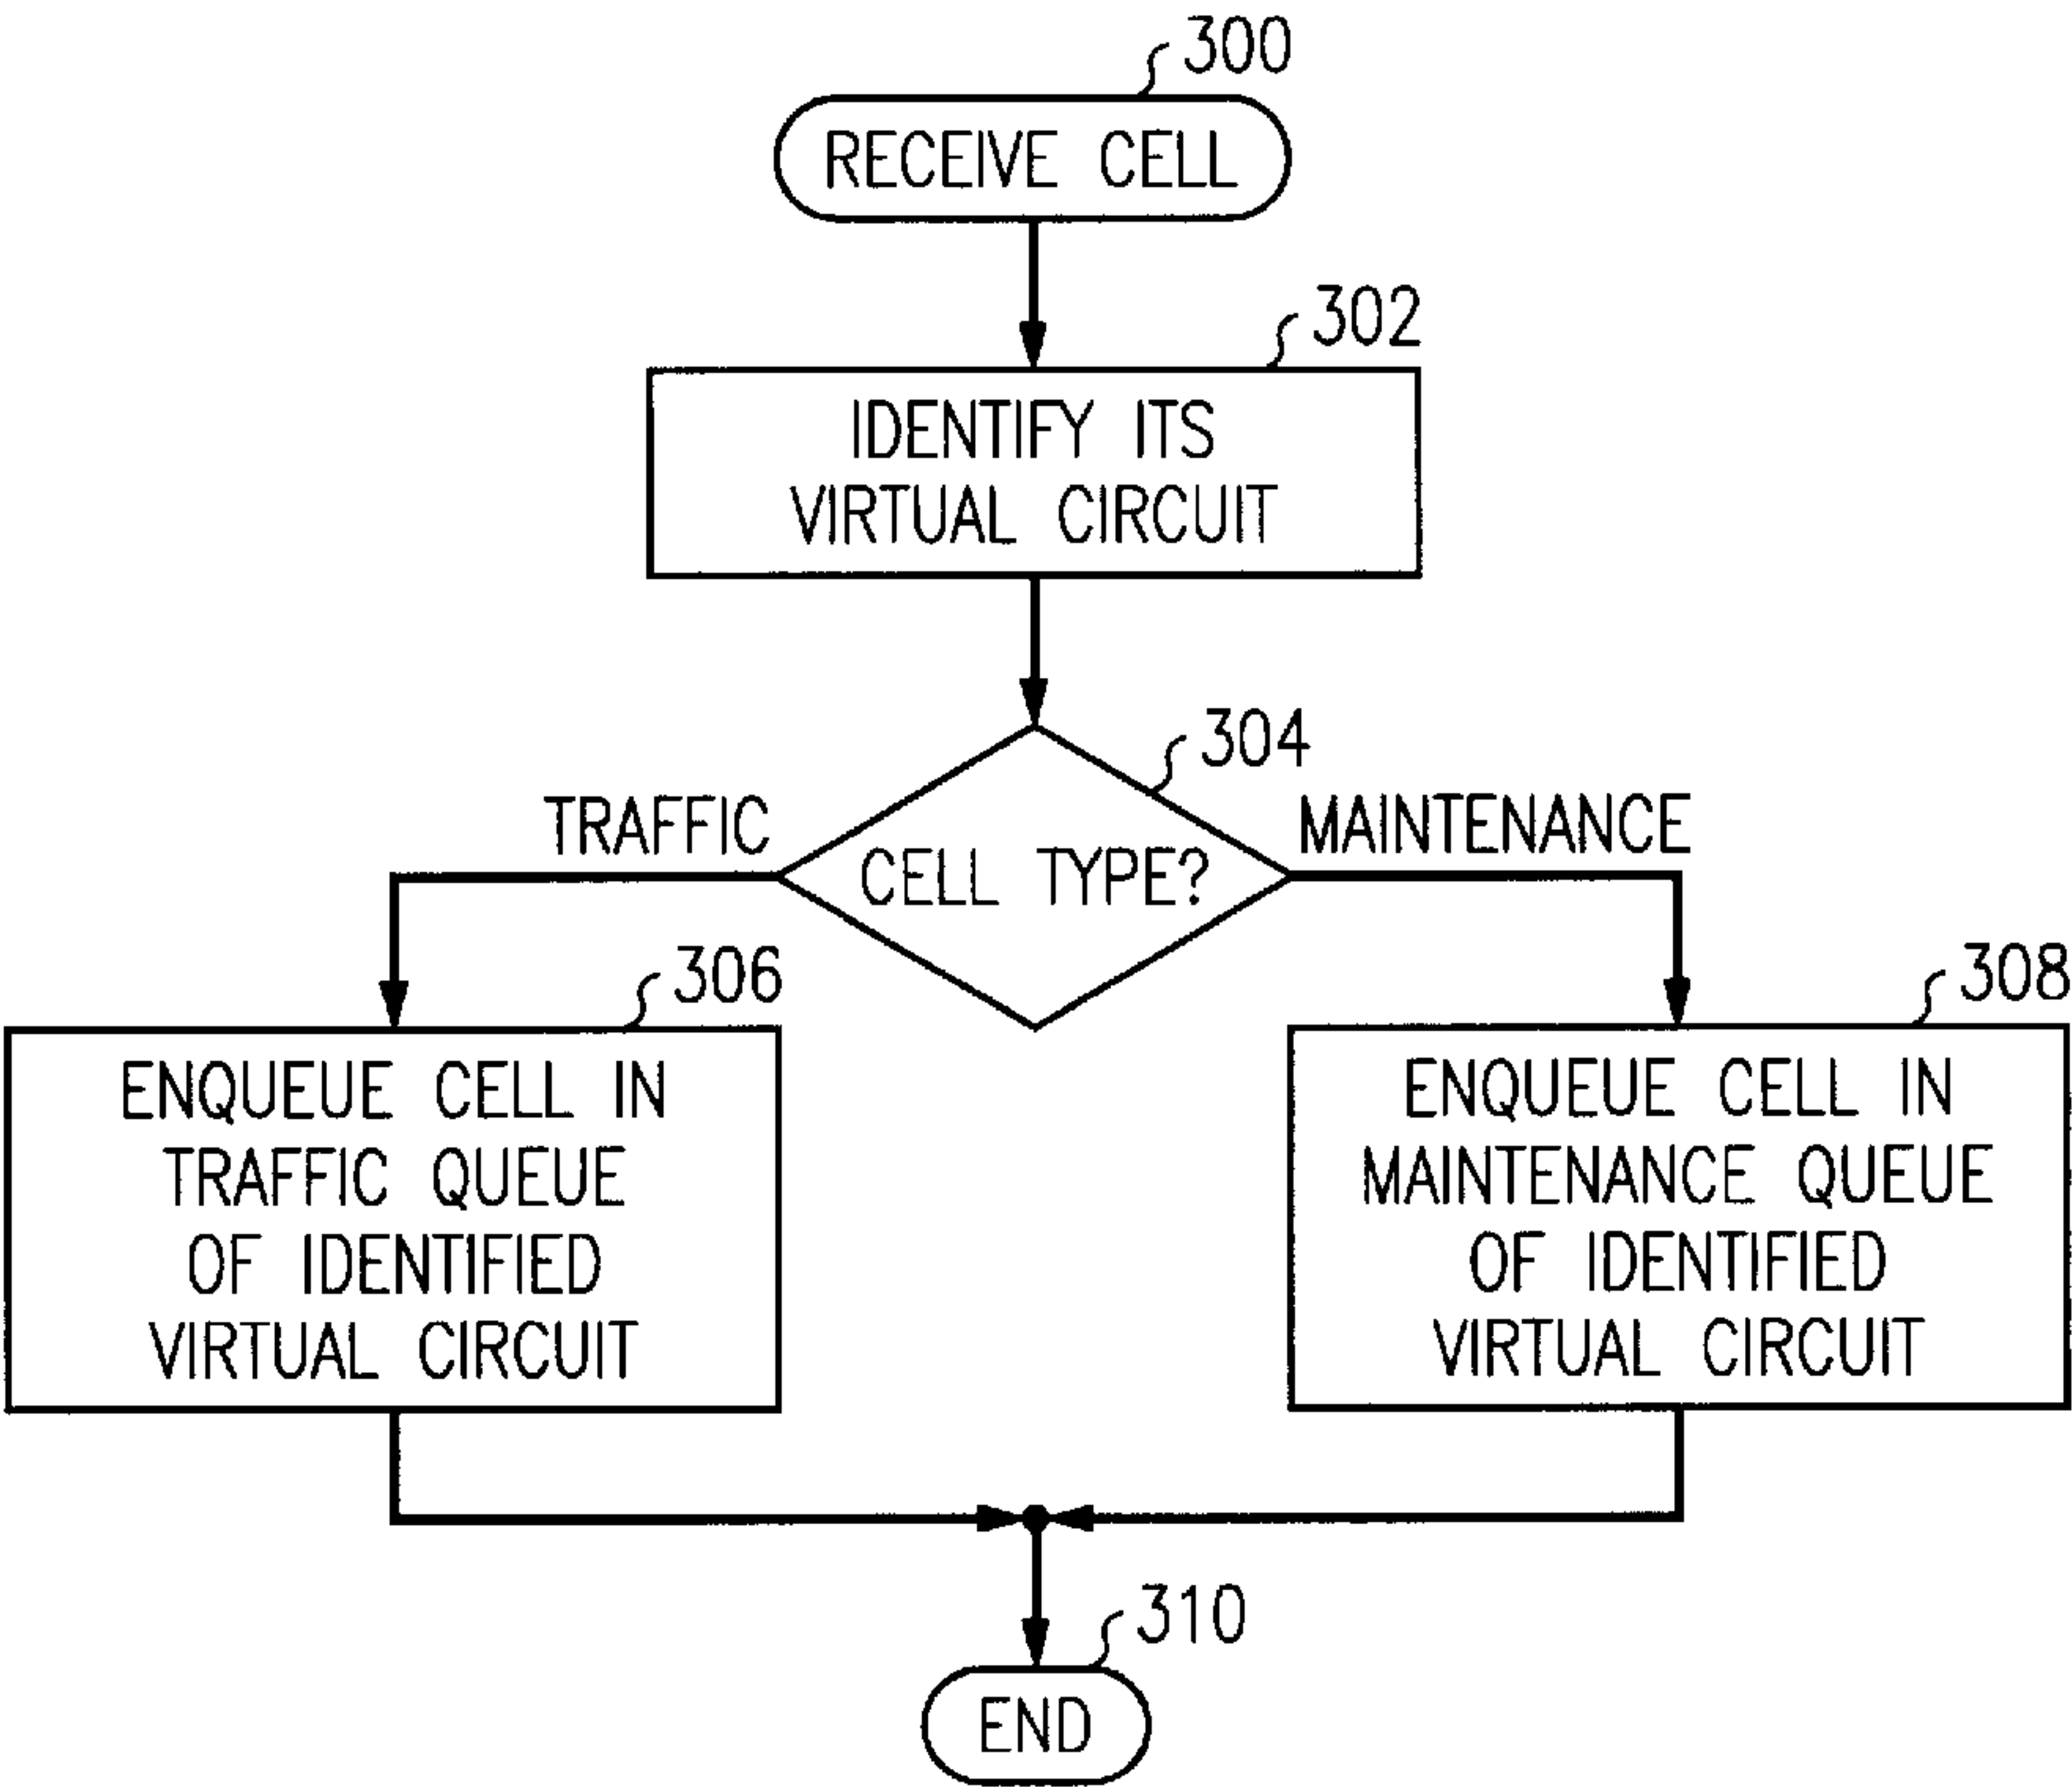 300
RECEIVE CELL
302
IDENTIFY ITS
VIRTUAL CIRCUIT
304
TRAFFIC
CELL TYPE?
MAINTENANCE
306
ENQUEUE CELL IN
TRAFFIC QUEUE
OF IDENTIFIED
VIRTUAL CIRCUIT
308
ENQUEUE CELL IN
MAINTENANCE QUEUE
OF IDENTIFIED
VIRTUAL CIRCUIT
310
END